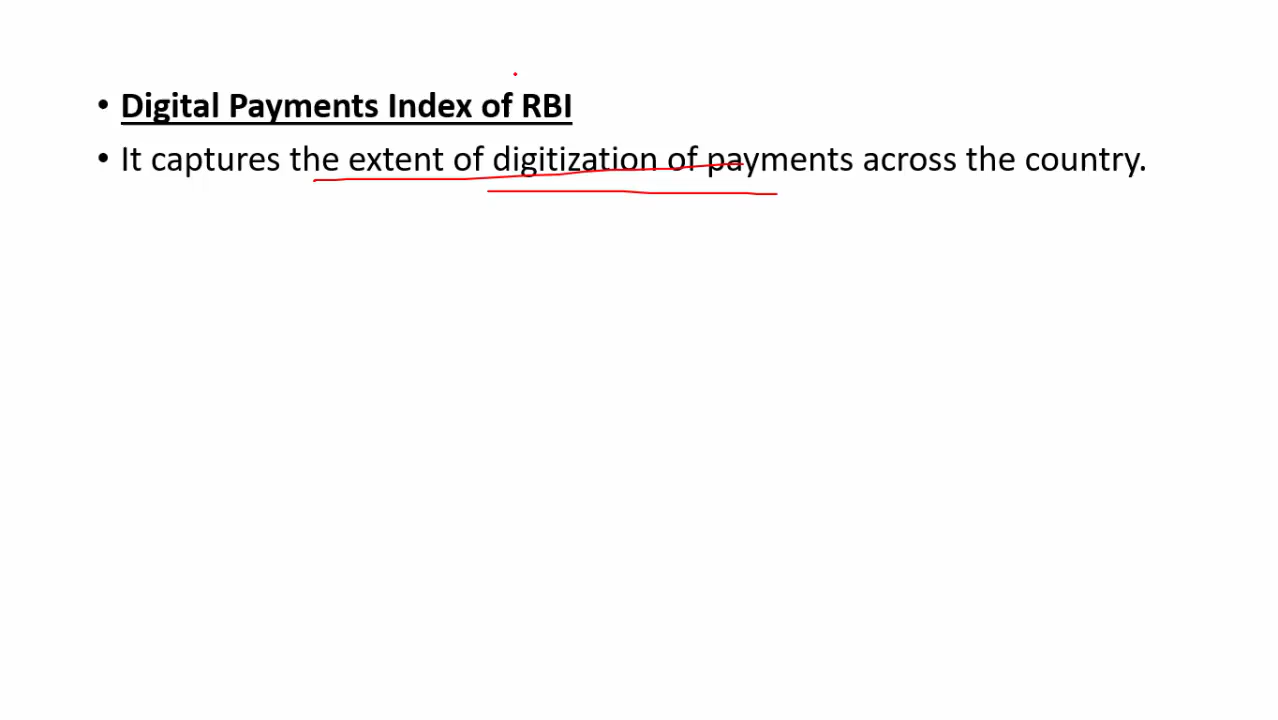 • Digital Payments Index of RBI
• It captures the extent of digitization of payments across the country.